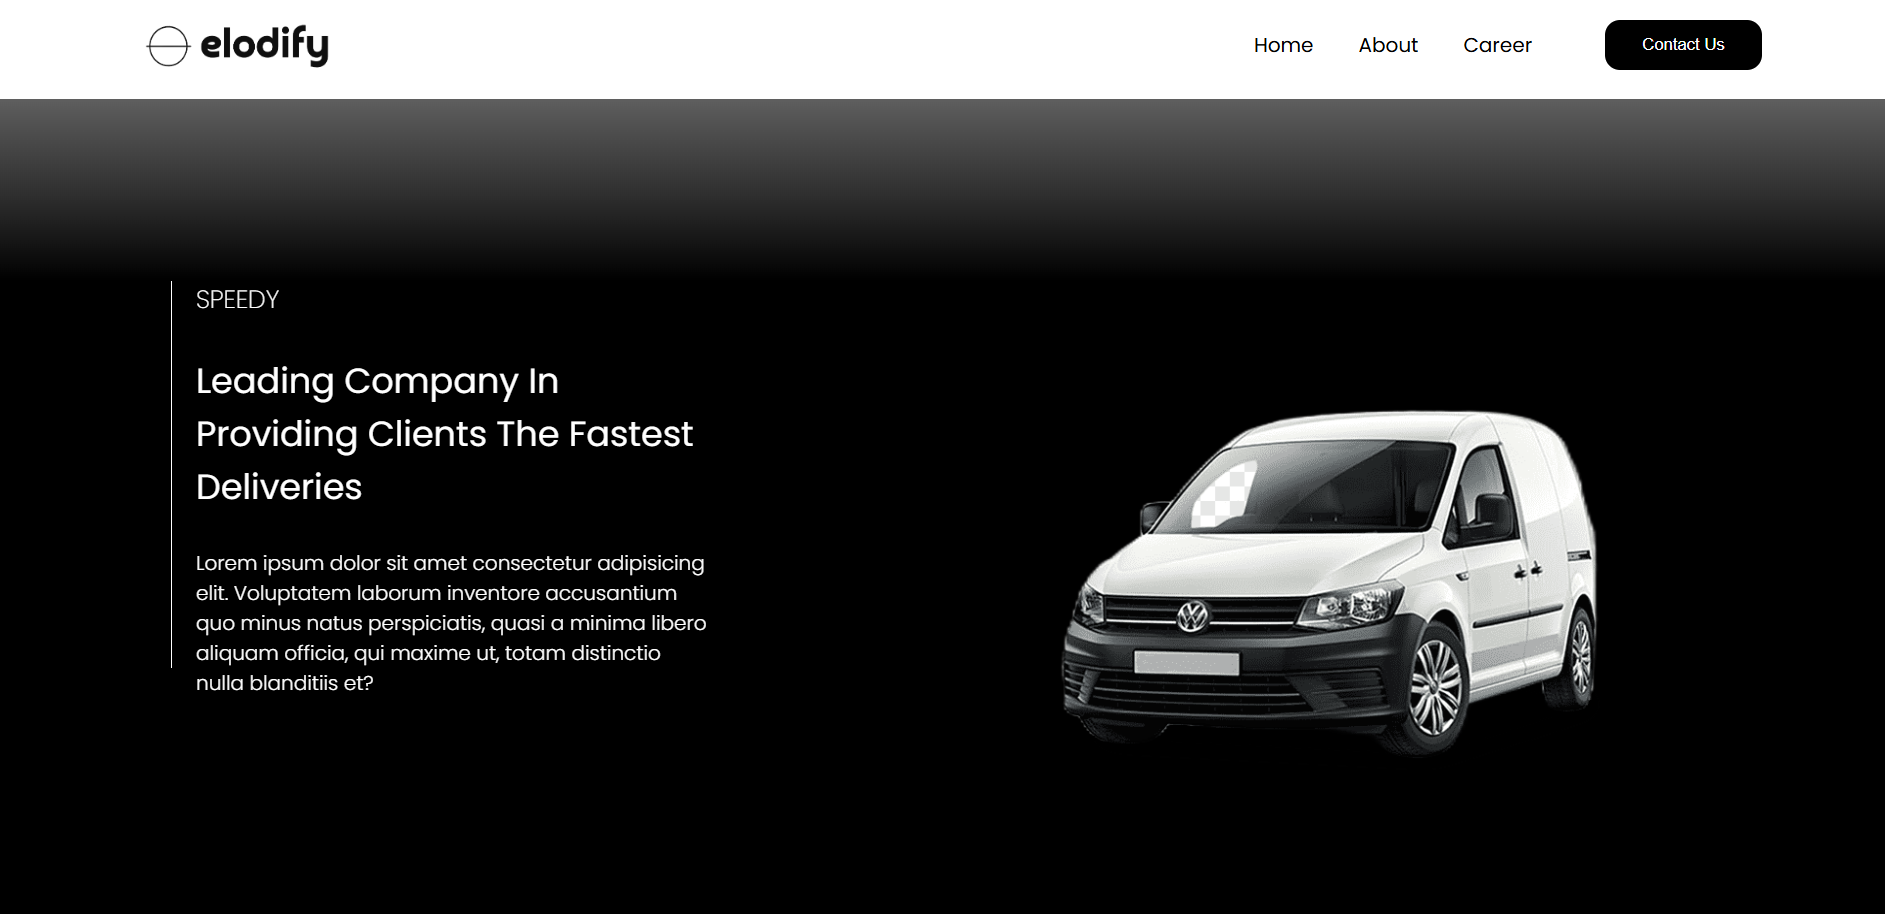 elodify
Home
About
Career
Contact Us
SPEEDY
Leading Company In
Providing Clients The Fastest
Deliveries
Lorem ipsum dolor sit amet consectetur adipisicing
elit. Voluptatem laborum inventore accusantium
quo minus natus perspiciatis, quasi a minima libero
aliquam officia, qui maxime ut, totam distinctio
nulla blanditiis et?